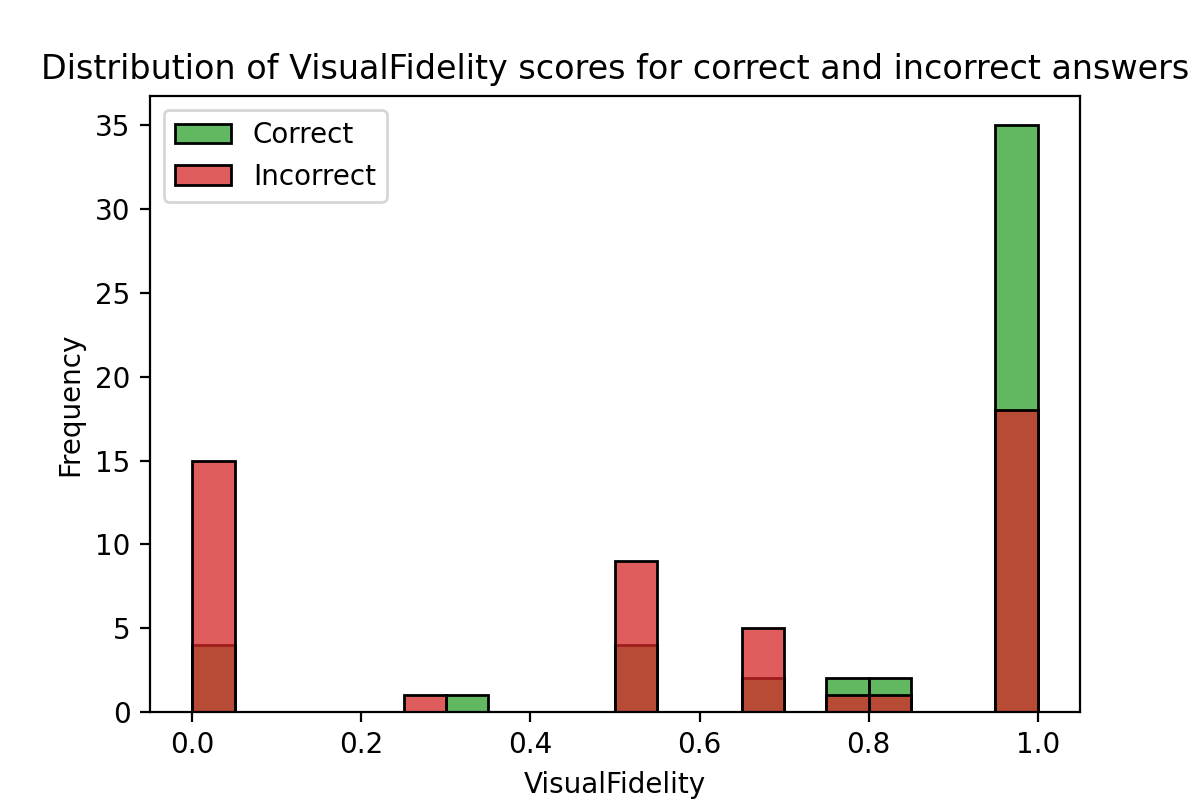 Distribution of VisualFidelity scores for correct and incorrect answers
Correct
Incorrect
35
30
25
20
15
10
5
0
Frequency
0.0 0.2 0.4 0.6 0.8 1.0
VisualFidelity